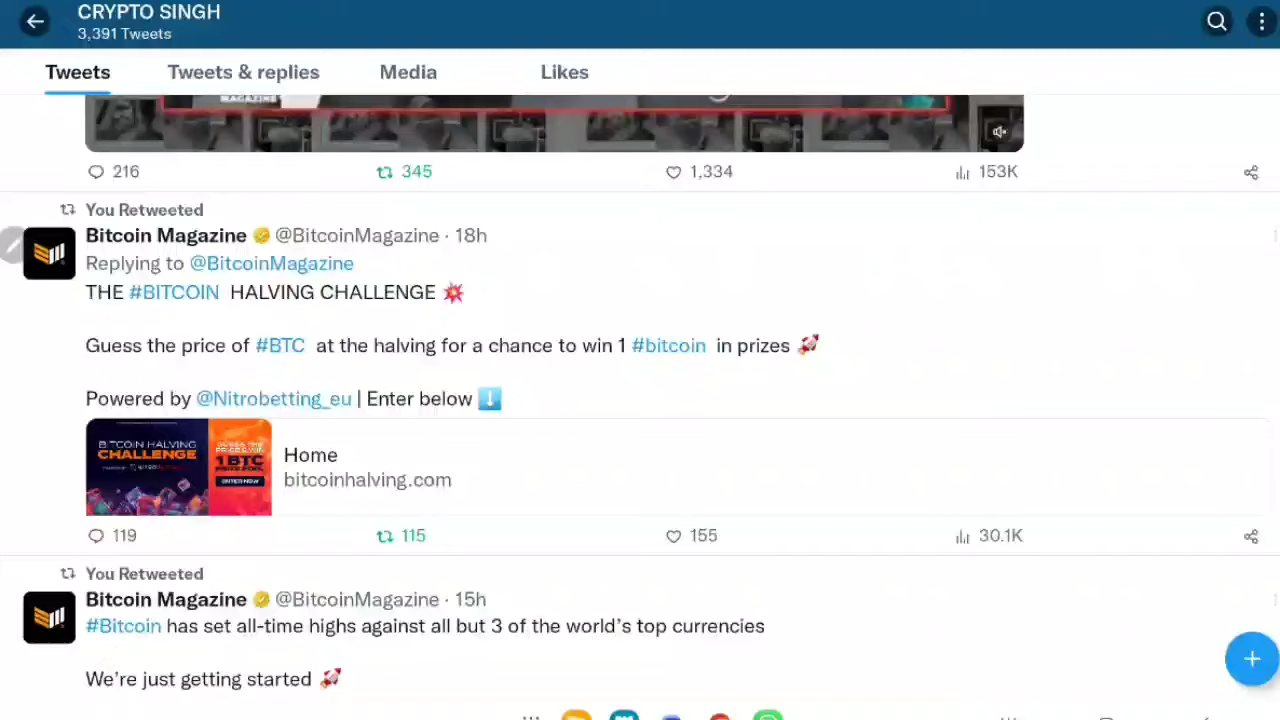 CRYPTO SINGH
3,391 Tweets
Tweets
Tweets & replies
Media
Likes
MAGAZINE
216
345
1,334
153K
You Retweeted
Bitcoin Magazine @BitcoinMagazine · 18h
Replying to @BitcoinMagazine
THE #BITCOIN HALVING CHALLENGE 💥
Guess the price of #BTC at the halving for a chance to win 1 #bitcoin in prizes 🚀
Powered by @Nitrobetting_eu | Enter below ⬇️
BITCOIN HALVING
CHALLENGE
1 BTC
ENTER NOW
Home
bitcoinhalving.com
119
115
155
30.1K
You Retweeted
Bitcoin Magazine @BitcoinMagazine · 15h
#Bitcoin has set all-time highs against all but 3 of the world's top currencies
We're just getting started 🚀